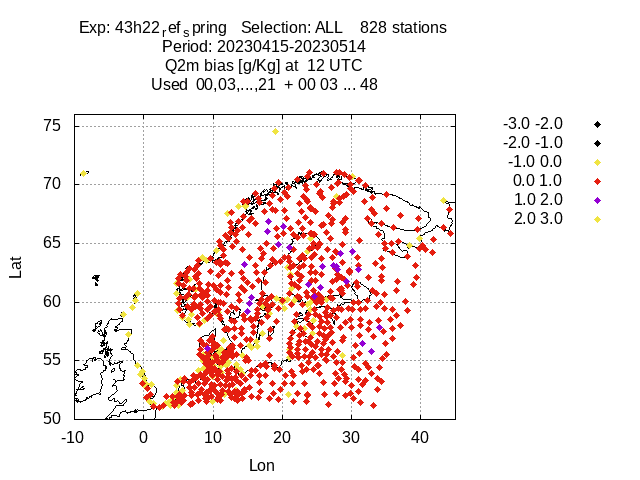 Exp: 43h22refspring   Selection: ALL    828 stations
Period: 20230415-20230514
Q2m bias [g/Kg] at  12 UTC
Used  00,03,...,21  + 00 03 ... 48
-3.0 -2.0
-2.0 -1.0
-1.0 0.0
0.0 1.0
1.0 2.0
2.0 3.0
75
70
65
60
55
50
Lat
-10 0 10 20 30 40
Lon